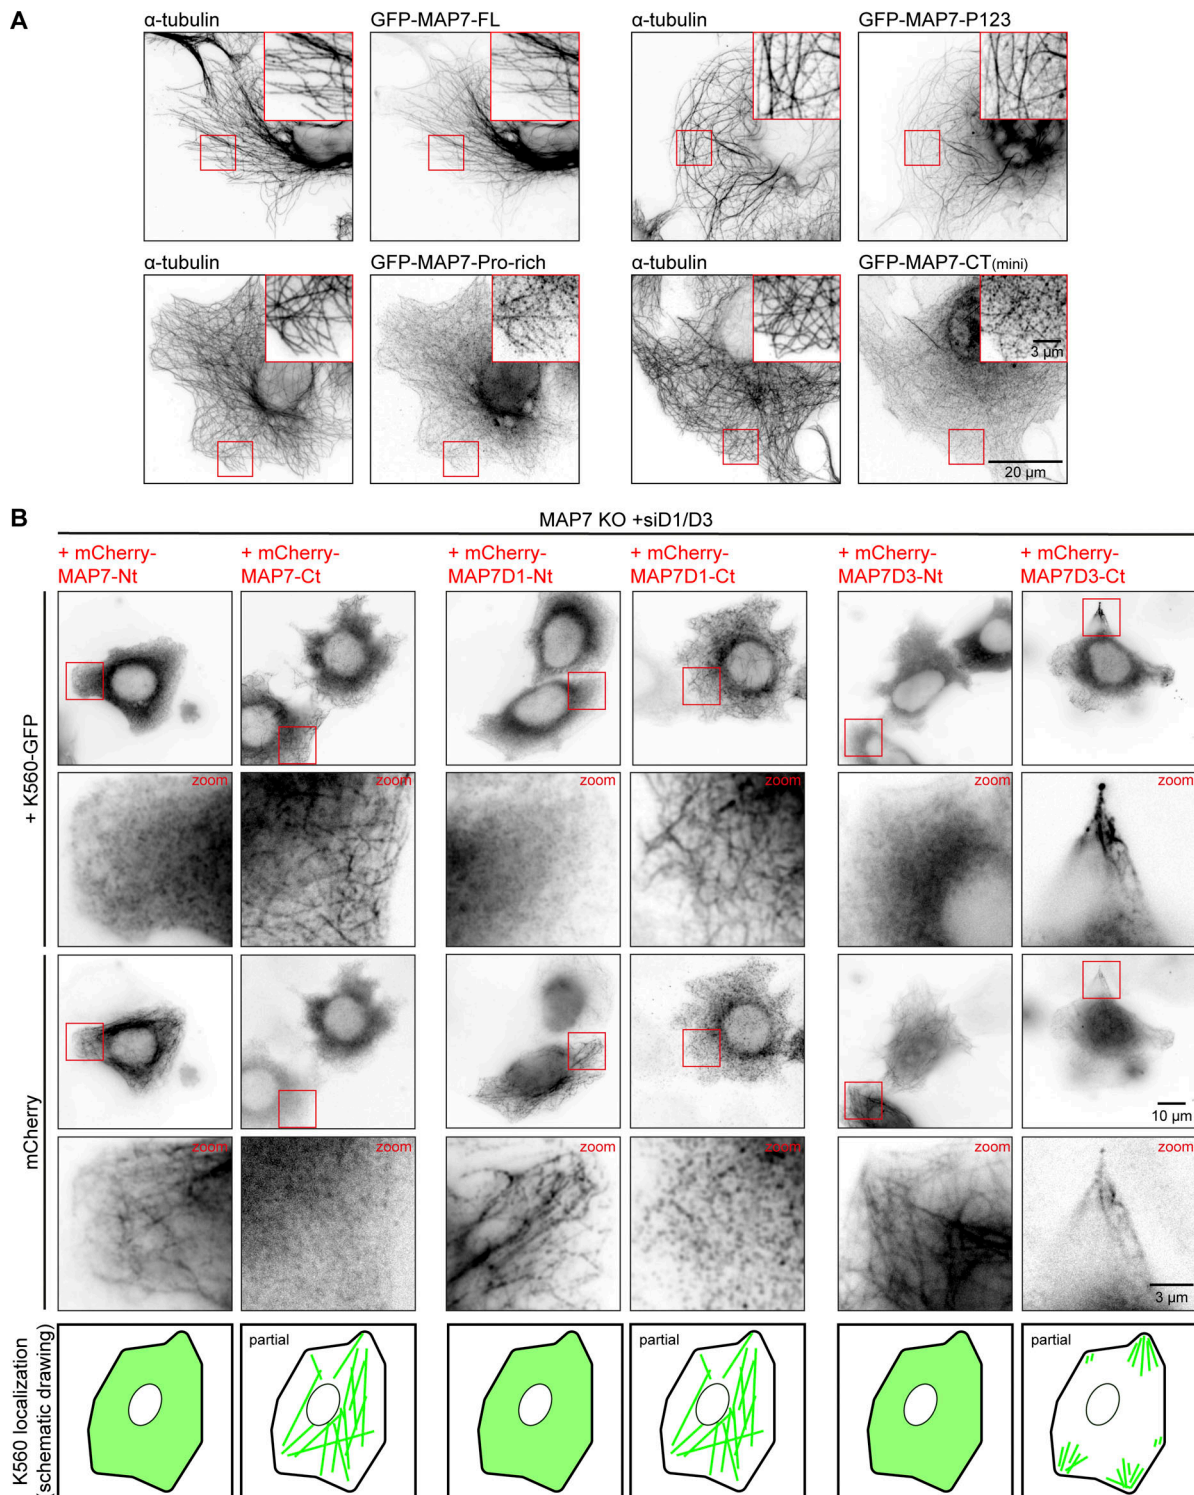 A
α-tubulin
GFP-MAP7-FL
α-tubulin
GFP-MAP7-P123
α-tubulin
GFP-MAP7-Pro-rich
α-tubulin
GFP-MAP7-CT(mini)
3 µm
20 µm
B
MAP7 KO +siD1/D3
+ mCherry-
MAP7-Nt
+ mCherry-
MAP7-Ct
+ mCherry-
MAP7D1-Nt
+ mCherry-
MAP7D1-Ct
+ mCherry-
MAP7D3-Nt
+ mCherry-
MAP7D3-Ct
+ K560-GFP
zoom
zoom
zoom
zoom
zoom
zoom
mCherry
10 µm
zoom
zoom
zoom
zoom
zoom
zoom
3 µm
K560 localization
(schematic drawing)
partial
partial
partial